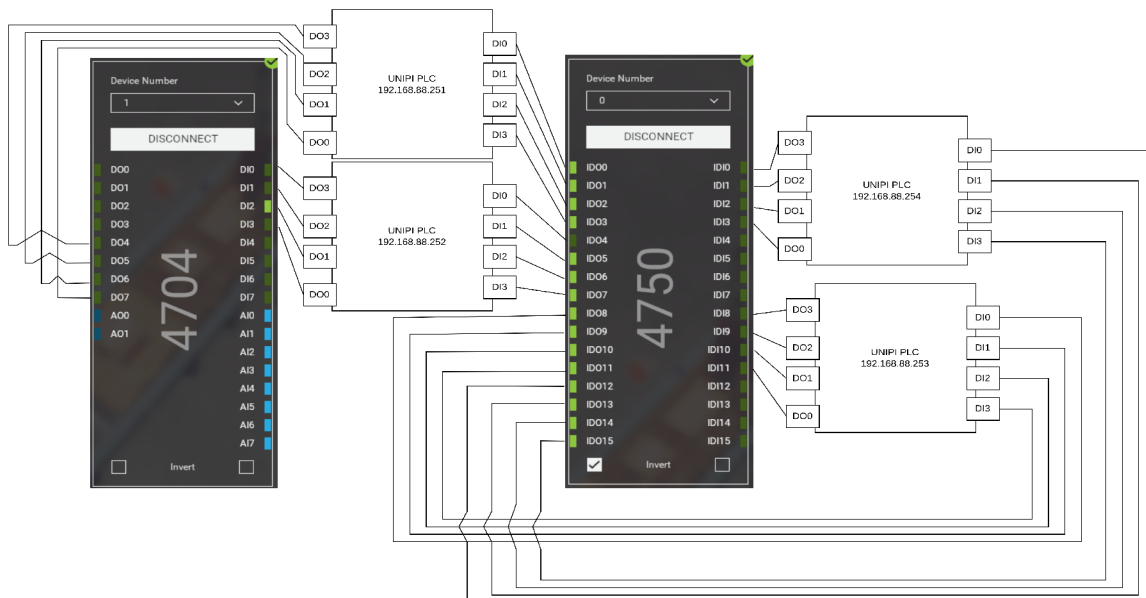 DO3
DO2
DO1
DO0
UNIPI PLC
192.168.88.251
DI0
DI1
DI2
DI3
DO3
DO2
DO1
DO0
UNIPI PLC
192.168.88.252
DI0
DI1
DI2
DI3
Device Number
1
DISCONNECT
DO0 DI0
DO1 DI1
DO2 DI2
DO3 DI3
DO4 DI4
DO5 DI5
DO6 DI6
DO7 DI7
AO0 AI0
AO1 AI1
AI2
AI3
AI4
AI5
AI6
AI7
4704
Invert
Device Number
0
DISCONNECT
IDO0 IDI0
IDO1 IDI1
IDO2 IDI2
IDO3 IDI3
IDO4 IDI4
IDO5 IDI5
IDO6 IDI6
IDO7 IDI7
IDO8 IDI8
IDO9 IDI9
IDO10 IDI10
IDO11 IDI11
IDO12 IDI12
IDO13 IDI13
IDO14 IDI14
IDO15 IDI15
4750
Invert
DO3
DO2
DO1
DO0
UNIPI PLC
192.168.88.254
DI0
DI1
DI2
DI3
DO3
DO2
DO1
DO0
UNIPI PLC
192.168.88.253
DI0
DI1
DI2
DI3